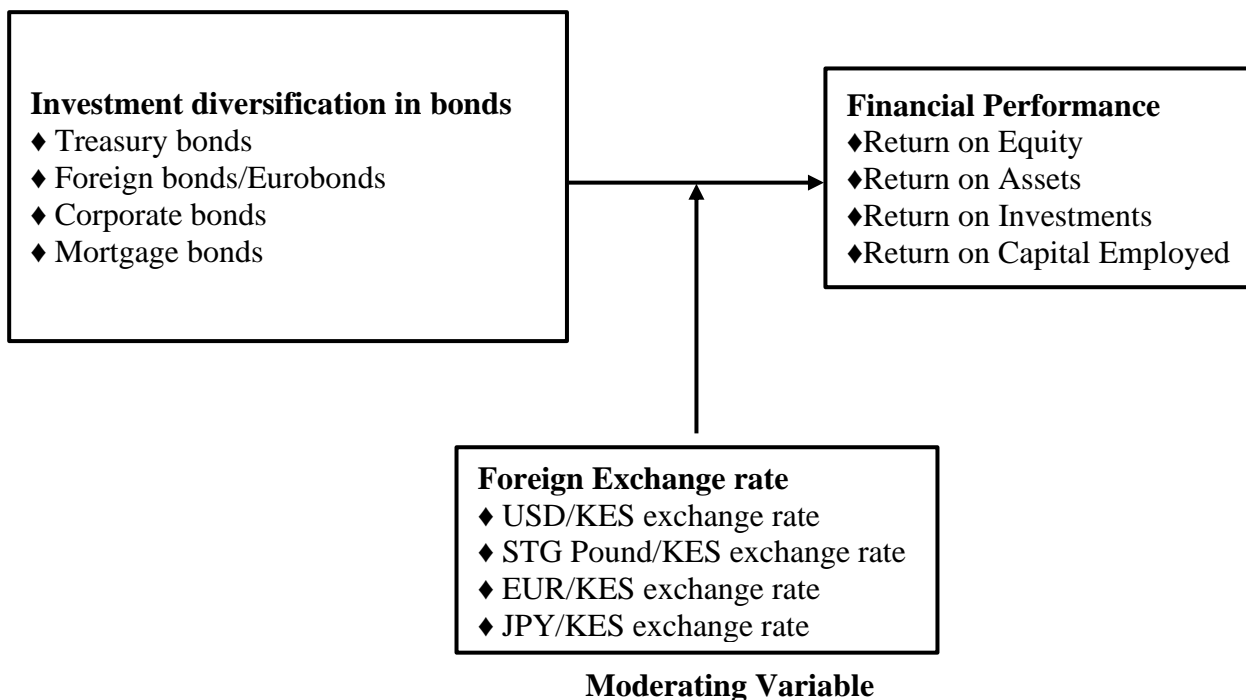 Investment diversification in bonds
♦ Treasury bonds
♦ Foreign bonds/Eurobonds
♦ Corporate bonds
♦ Mortgage bonds
Financial Performance
♦Return on Equity
♦Return on Assets
♦Return on Investments
♦Return on Capital Employed
Foreign Exchange rate
♦ USD/KES exchange rate
♦ STG Pound/KES exchange rate
♦ EUR/KES exchange rate
♦ JPY/KES exchange rate
Moderating Variable